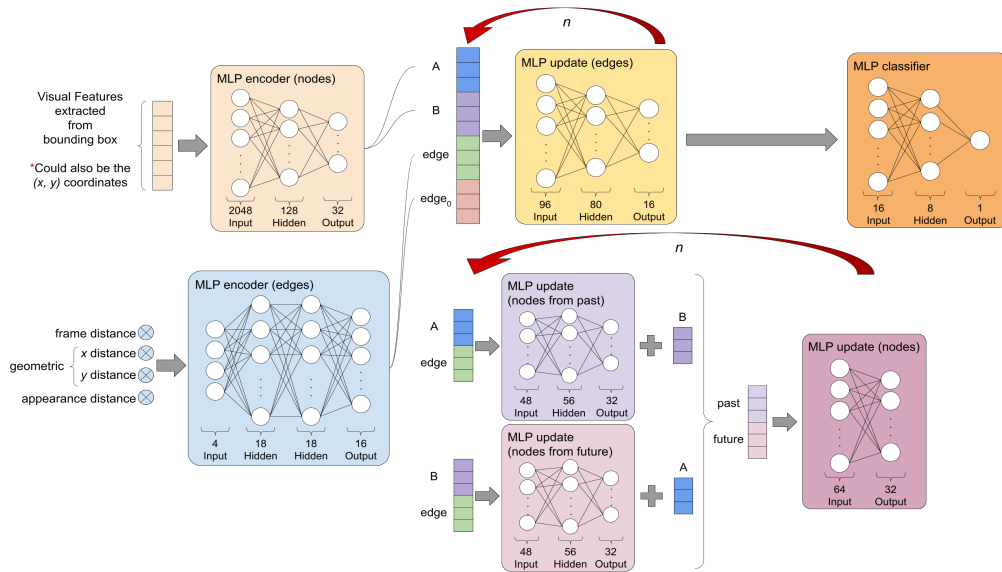 n
MLP encoder (nodes)
Visual Features
extracted
from
bounding box
*Could also be the
(x, y) coordinates
2048 128 32
Input Hidden Output
A
B
edge
edge0
MLP update (edges)
96 80 16
Input Hidden Output
MLP classifier
16 8 1
Input Hidden Output
n
MLP encoder (edges)
frame distance
geometric
x distance
y distance
appearance distance
4 18 18 16
Input Hidden Hidden Output
A
edge
MLP update
(nodes from past)
48 56 32
Input Hidden Output
B
B
edge
MLP update
(nodes from future)
48 56 32
Input Hidden Output
A
past
future
MLP update (nodes)
64 32
Input Output